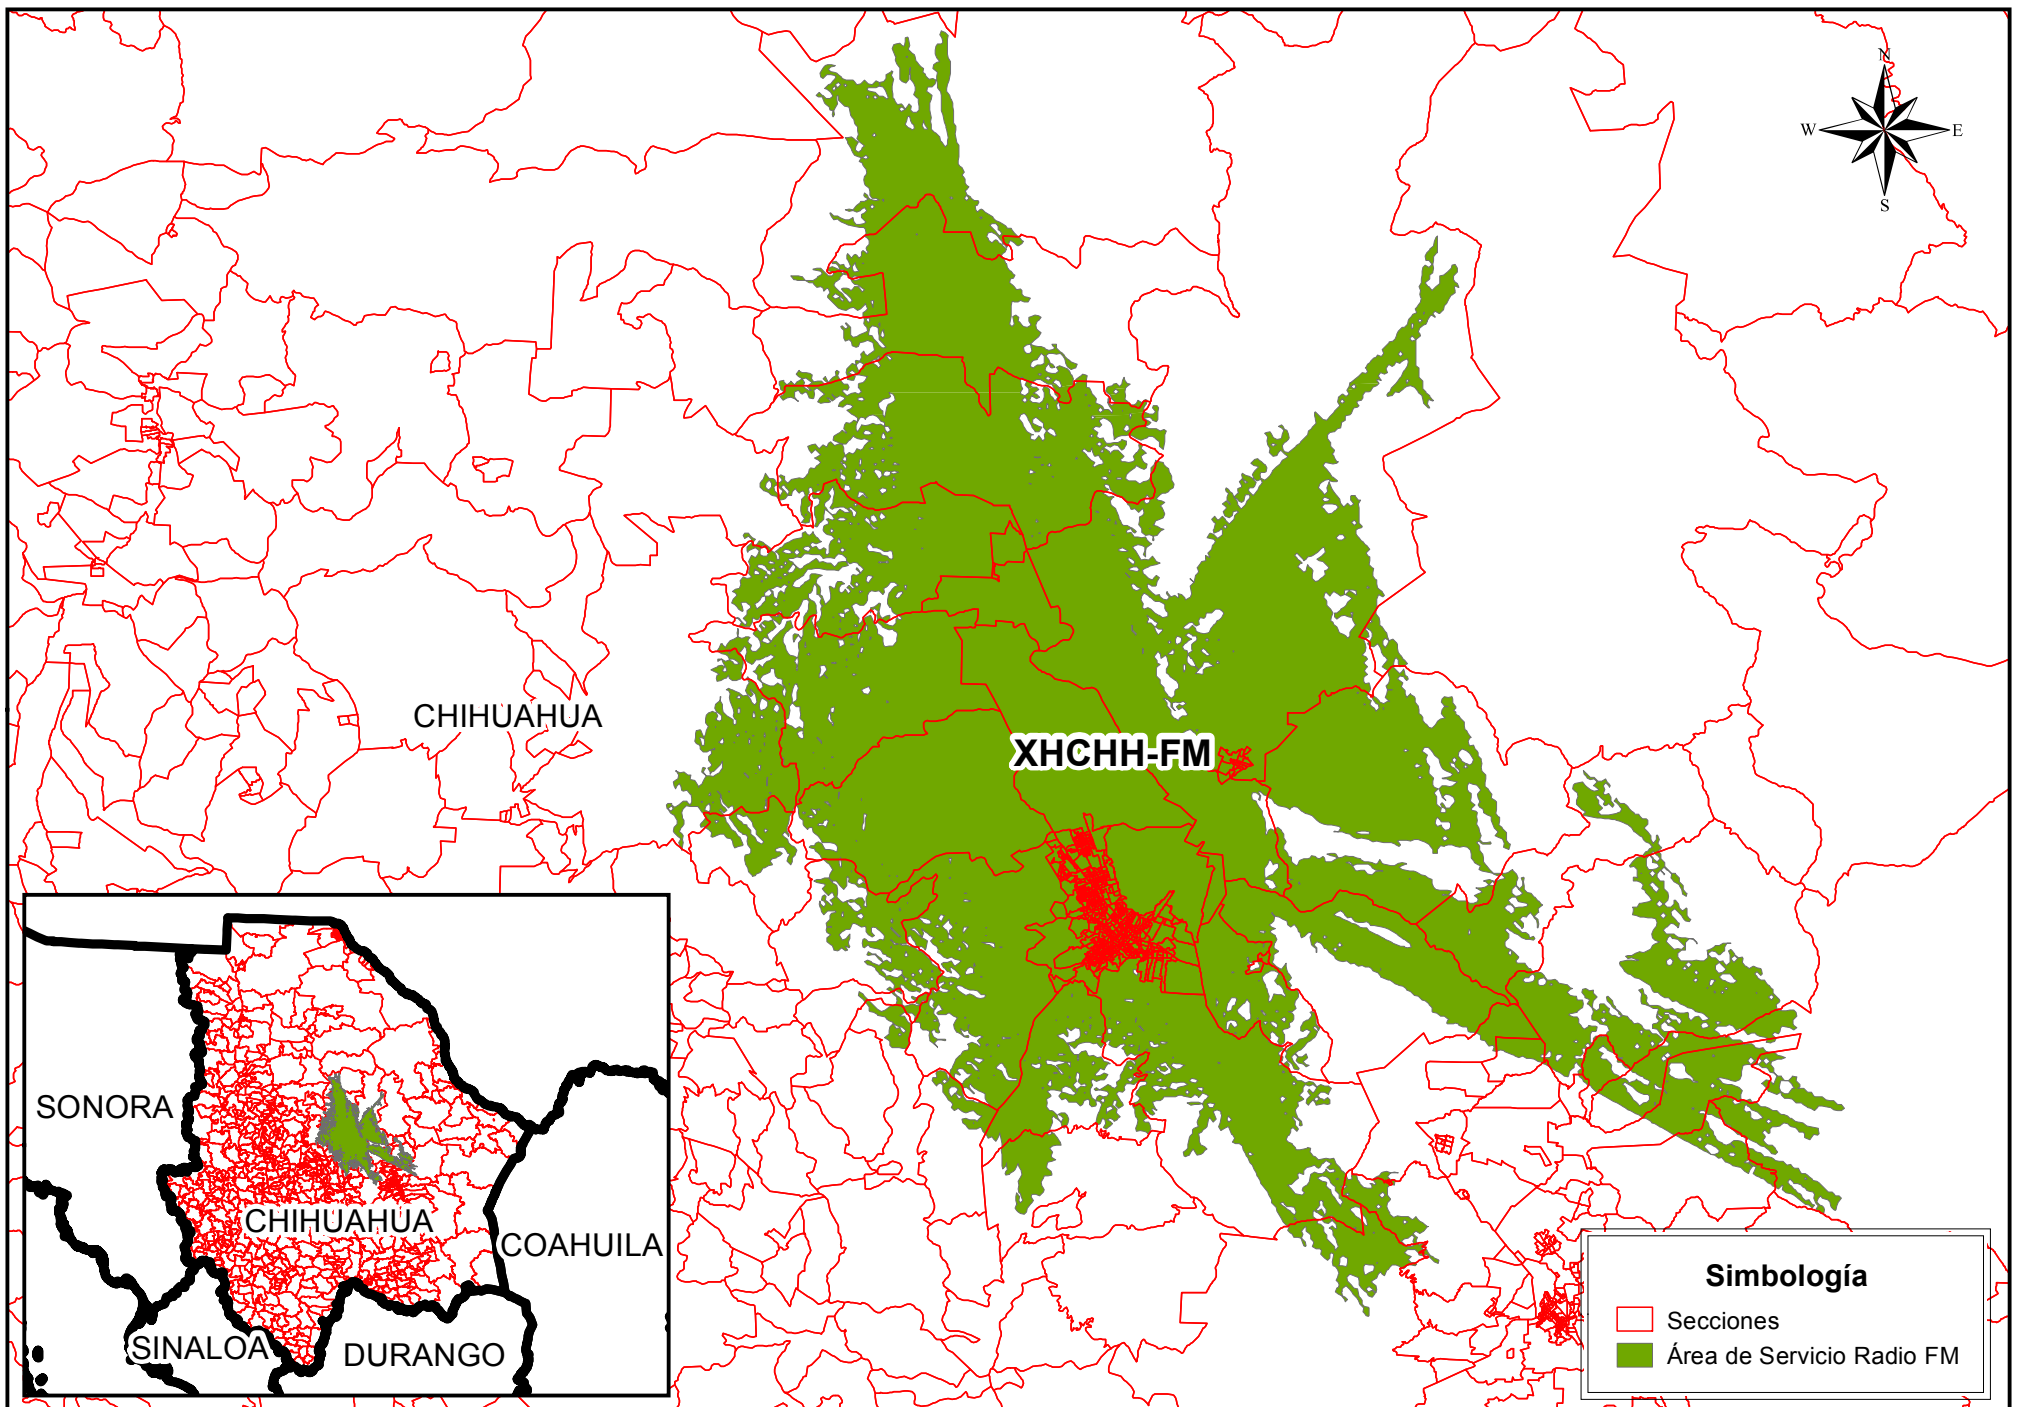 N
W E
S
CHIHUAHUA
XHCHH-FM
SONORA
CHIHUAHUA
COAHUILA
SINALOA
DURANGO
Simbología
Secciones
Área de Servicio Radio FM